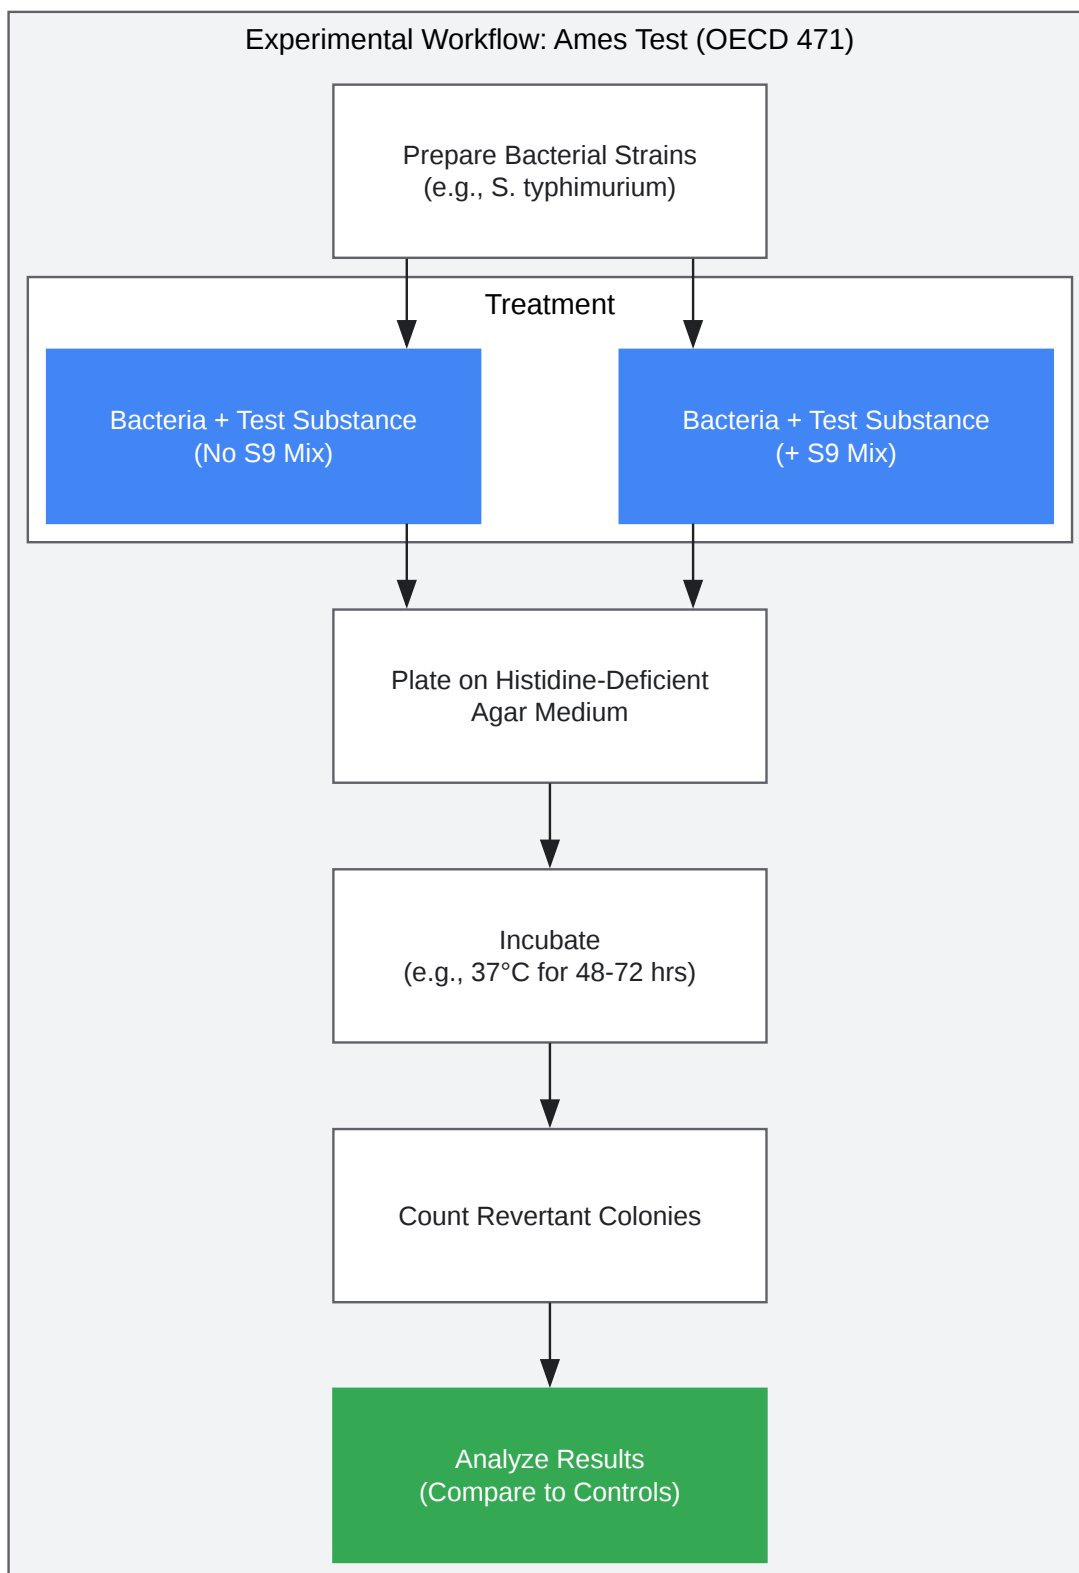 Experimental Workflow: Ames Test (OECD 471)
Prepare Bacterial Strains
(e.g., S. typhimurium)
Treatment
Bacteria + Test Substance
(No S9 Mix)
Bacteria + Test Substance
(+ S9 Mix)
Plate on Histidine-Deficient
Agar Medium
Incubate
(e.g., 37°C for 48-72 hrs)
Count Revertant Colonies
Analyze Results
(Compare to Controls)